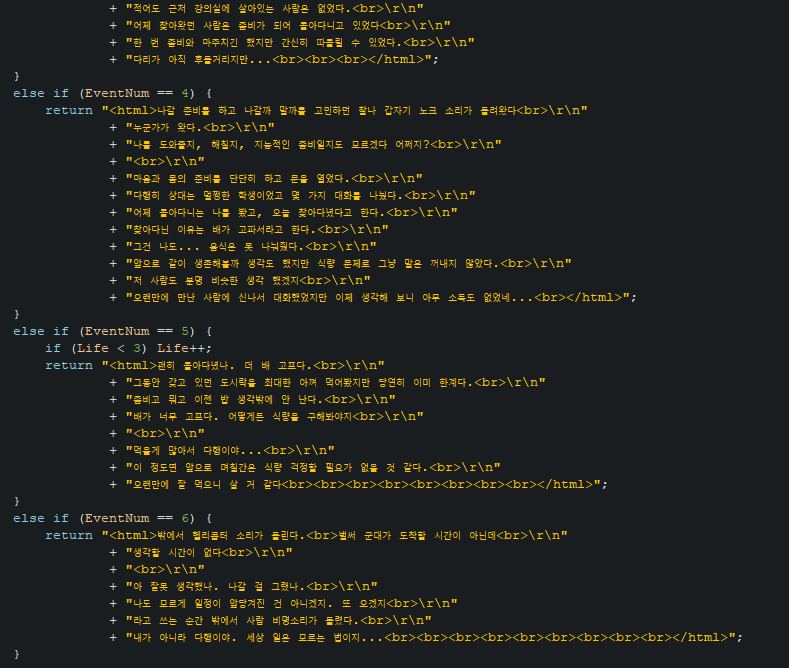 + "적어도 근처 강의실에 살아있는 사람은 없었다.<br>\r\n"
+ "어제 찾아왔던 사람은 좀비가 되어 돌아다니고 있었다<br>\r\n"
+ "한 번 좀비와 마주치긴 했지만 간신히 따돌릴 수 있었다.<br>\r\n"
+ "다리가 아직 후들거리지만...<br><br><br></html>";
}
else if (EventNum == 4) {
return "<html>나갈 준비를 하고 나갈까 말까를 고민하던 찰나 갑자기 노크 소리가 들려왔다<br>\r\n"
+ "누군가가 왔다.<br>\r\n"
+ "나를 도와줄지, 해칠지, 지능적인 좀비일지도 모르겠다 어쩌지?<br>\r\n"
+ "<br>\r\n"
+ "마음과 몸의 준비를 단단히 하고 문을 열었다.<br>\r\n"
+ "다행히 상대는 멀쩡한 학생이었고 몇 가지 대화를 나눴다.<br>\r\n"
+ "어제 돌아다니는 나를 봤고, 오늘 찾아다녔다고 한다.<br>\r\n"
+ "찾아다닌 이유는 배가 고파서라고 한다.<br>\r\n"
+ "그건 나도... 음식은 못 나눠줬다.<br>\r\n"
+ "앞으로 같이 생존해볼까 생각도 했지만 식량 문제로 그냥 말은 꺼내지 않았다.<br>\r\n"
+ "저 사람도 분명 비슷한 생각 했겠지<br>\r\n"
+ "오랜만에 만난 사람에 신나서 대화했었지만 이제 생각해 보니 아무 소득도 없었네...<br></html>";
}
else if (EventNum == 5) {
if (Life < 3) Life++;
return "<html>괜히 돌아다녔나. 더 배 고프다.<br>\r\n"
+ "그동안 갖고 있던 도시락을 최대한 아껴 먹어왔지만 당연히 이미 한계다.<br>\r\n"
+ "좀비고 뭐고 이젠 밥 생각밖에 안 난다.<br>\r\n"
+ "배가 너무 고프다. 어떻게든 식량을 구해봐야지<br>\r\n"
+ "<br>\r\n"
+ "먹을게 많아서 다행이야...<br>\r\n"
+ "이 정도면 앞으로 며칠간은 식량 걱정할 필요가 없을 것 같다.<br>\r\n"
+ "오랜만에 잘 먹으니 살 거 같다<br><br><br><br><br><br><br><br></html>";
}
else if (EventNum == 6) {
return "<html>밖에서 헬리콥터 소리가 들린다.<br>벌써 군대가 도착할 시간이 아닌데<br>\r\n"
+ "생각할 시간이 없다<br>\r\n"
+ "<br>\r\n"
+ "아 잘못 생각했나. 나갈 걸 그랬나.<br>\r\n"
+ "나도 모르게 일정이 앞당겨진 건 아니겠지. 또 오겠지<br>\r\n"
+ "라고 쓰는 순간 밖에서 사람 비명소리가 들렸다.<br>\r\n"
+ "내가 아니라 다행이야. 세상 일은 모르는 법이지...<br><br><br><br><br><br><br><br><br></html>";
}